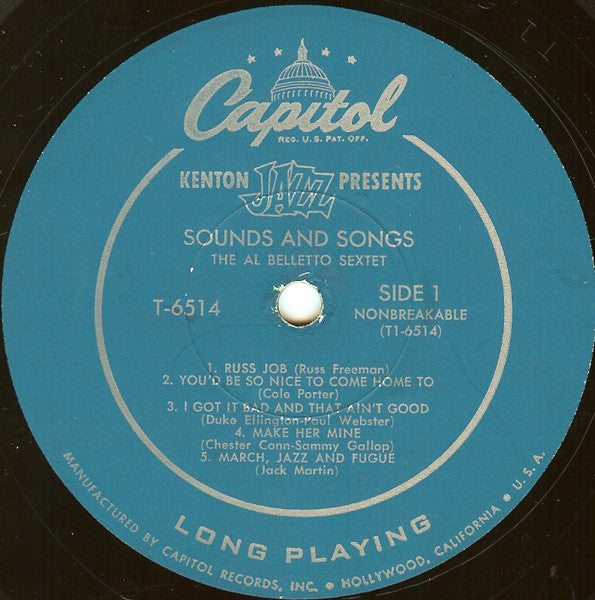 Capitol
REG. U.S. PAT. OFF.
KENTON JAZZ PRESENTS
SOUNDS AND SONGS
THE AL BELLETTO SEXTET
T-6514
SIDE 1
NONBREAKABLE
(T1-6514)
1. RUSS JOB (Russ Freeman)
2. YOU'D BE SO NICE TO COME HOME TO
(Cole Porter)
3. I GOT IT BAD AND THAT AIN'T GOOD
(Duke Ellington-Paul Webster)
4. MAKE HER MINE
(Chester Conn-Sammy Gallop)
5. MARCH, JAZZ AND FUGUE
(Jack Martin)
LONG PLAYING
MANUFACTURED BY CAPITOL RECORDS, INC. • HOLLYWOOD, CALIFORNIA • U.S.A.